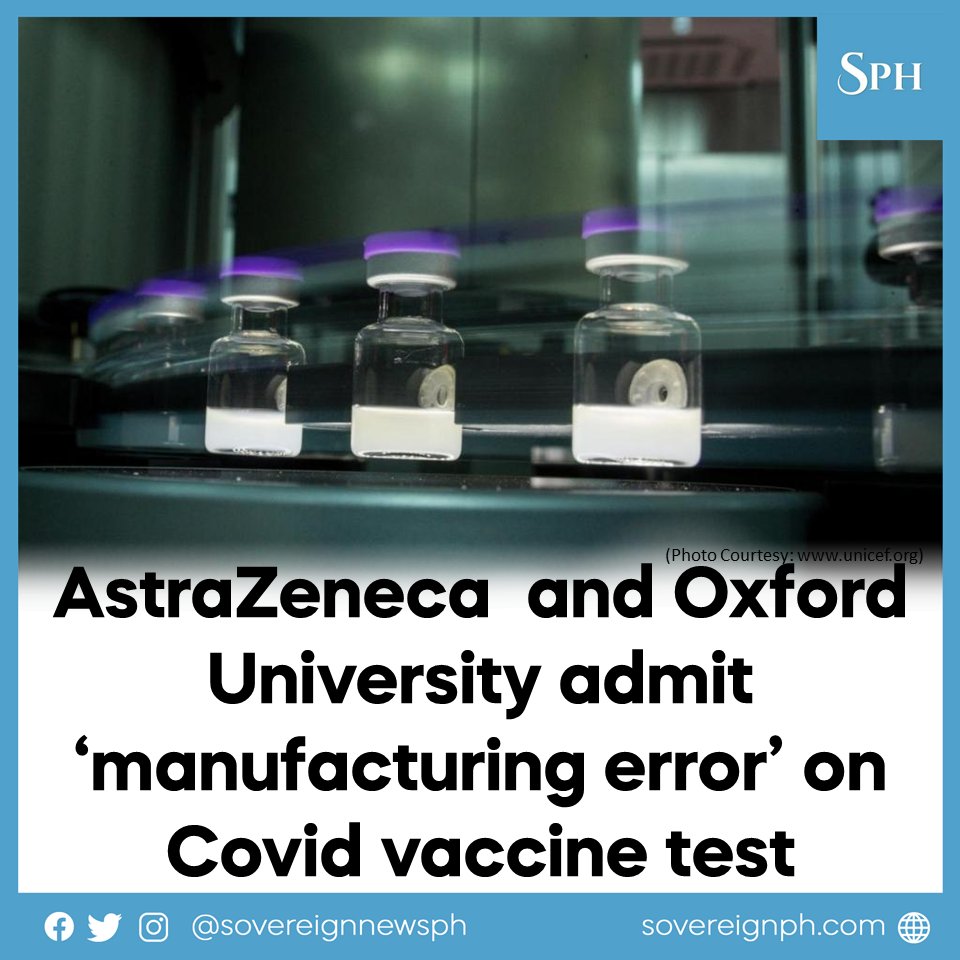 SPH
(Photo Courtesy: www.unicef.org)
AstraZeneca and Oxford
University admit
‘manufacturing error’ on
Covid vaccine test
@sovereignnewsph
sovereignph.com